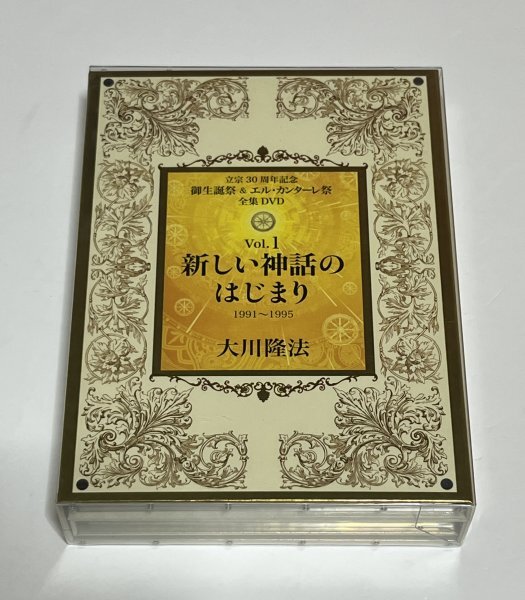 立宗30周年記念
御生誕祭 & エル・カンターレ祭
全集DVD
Vol.1
新しい神話の
はじまり
1991〜1995
大川隆法